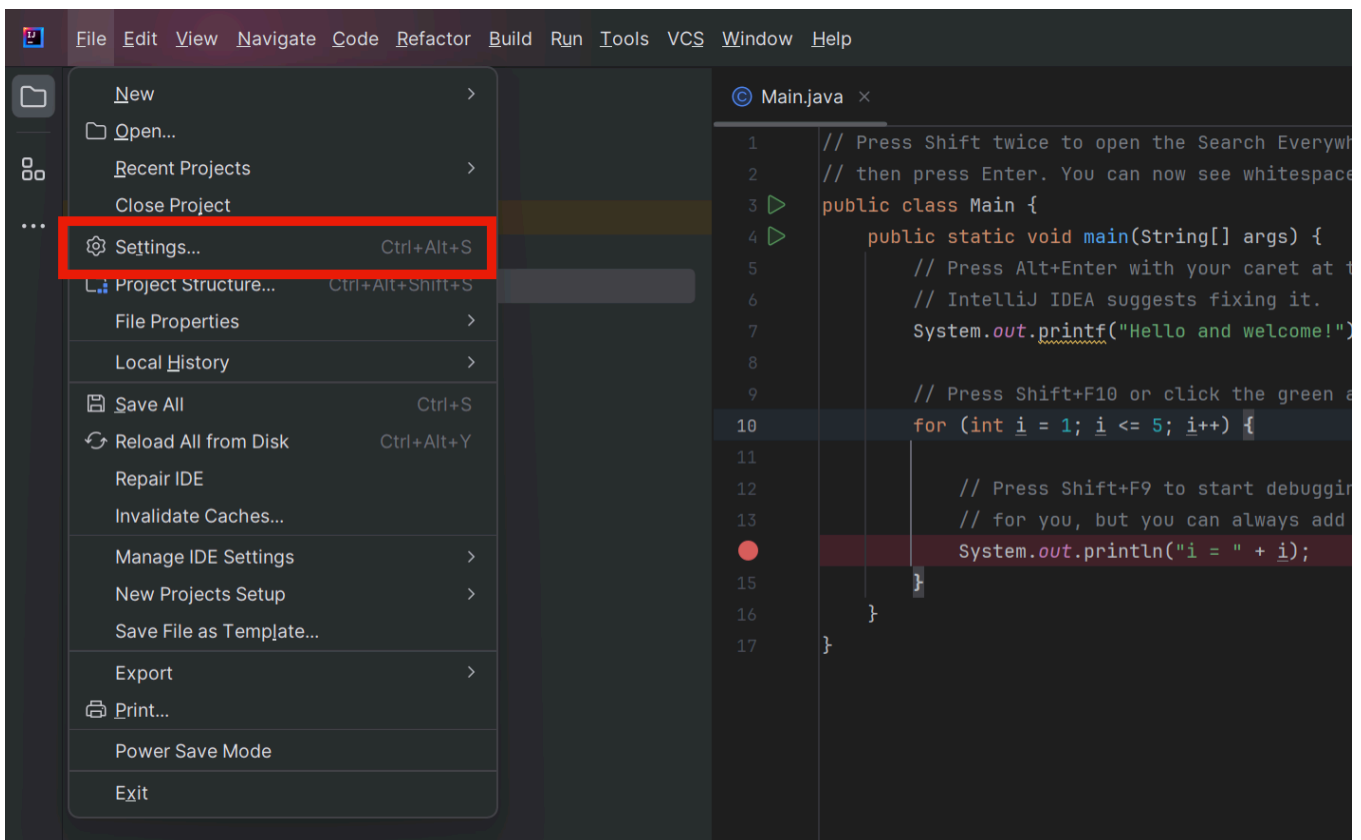 File Edit View Navigate Code Refactor Build Run Tools VCS Window Help
New
Open...
Recent Projects
Close Project
Settings... Ctrl+Alt+S
Project Structure... Ctrl+Alt+Shift+S
File Properties
Local History
Save All Ctrl+S
Reload All from Disk Ctrl+Alt+Y
Repair IDE
Invalidate Caches...
Manage IDE Settings
New Projects Setup
Save File as Template...
Export
Print...
Power Save Mode
Exit
Main.java
1 // Press Shift twice to open the Search Everywh
2 // then press Enter. You can now see whitespace
3 public class Main {
4 public static void main(String[] args) {
5 // Press Alt+Enter with your caret at t
6 // IntelliJ IDEA suggests fixing it.
7 System.out.printf("Hello and welcome!")
8
9 // Press Shift+F10 or click the green a
10 for (int i = 1; i <= 5; i++) {
11
12 // Press Shift+F9 to start debuggin
13 // for you, but you can always add
System.out.println("i = " + i);
15 }
16 }
17 }